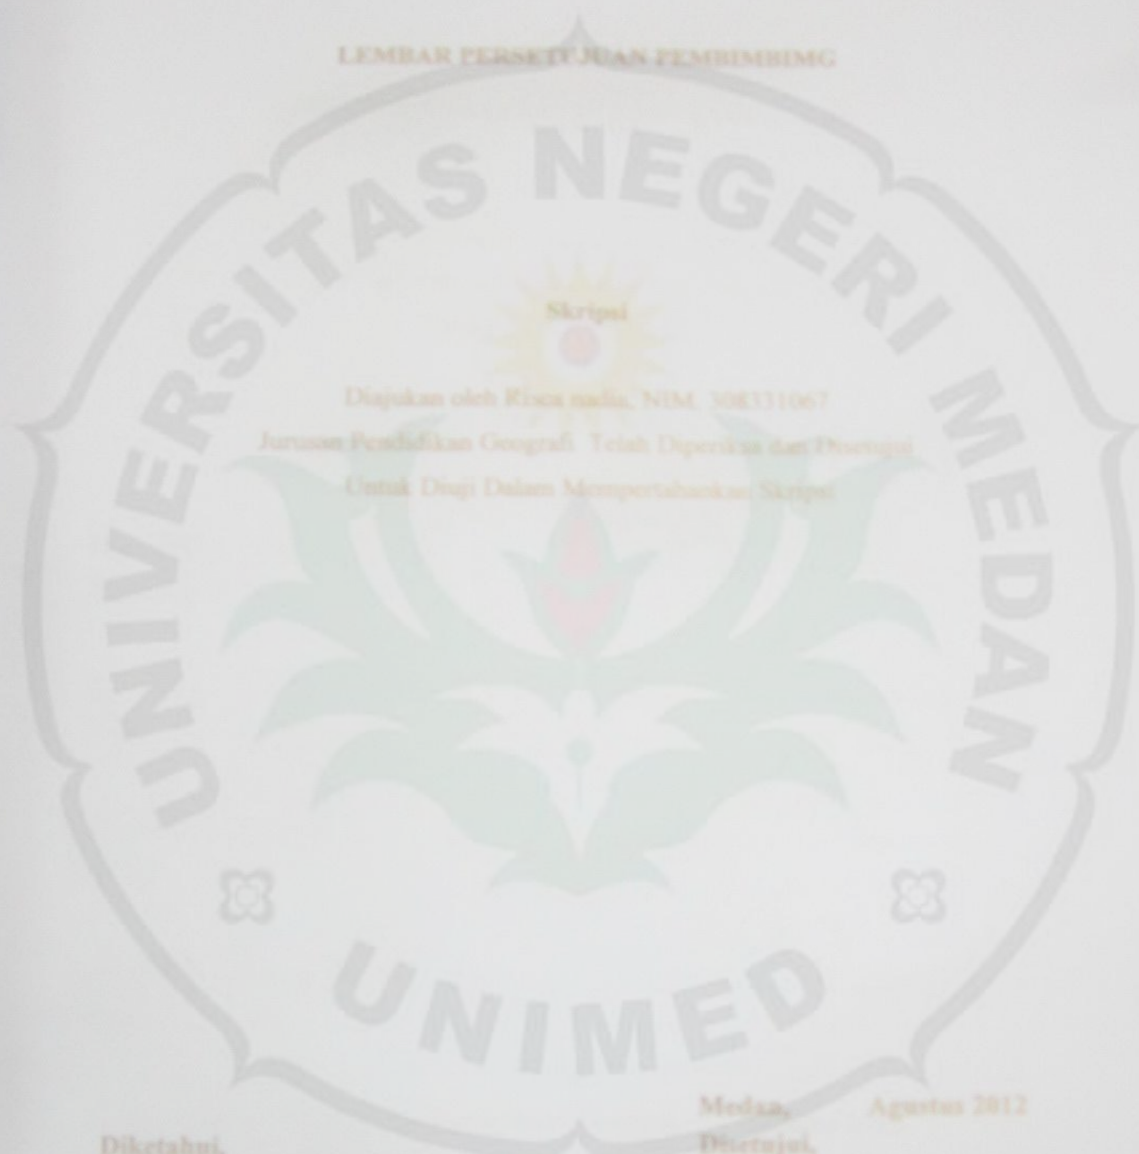 LEMBAR PERSETUJUAN PEMBIMBIMG
UNIVERSITAS NEGERI MEDAN
Skripsi
Diajukan oleh Risca nadia, NIM. 308331067
Jurusan Pendidikan Geografi Telah Diperiksa dan Disetujui
Untuk Diuji Dalam Mempertahankan Skripsi
UNIMED
Medan, Agustus 2012
Diketahui,
Disetujui,